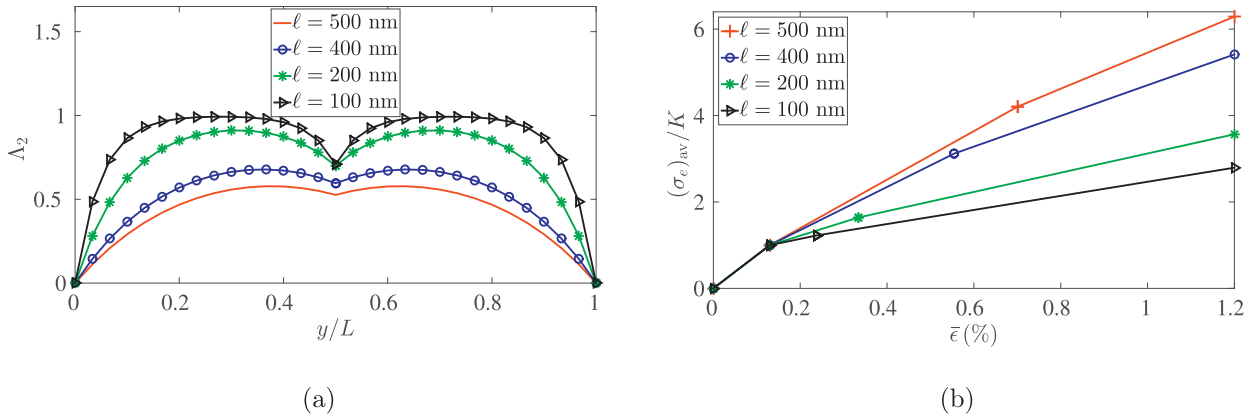 ℓ = 500 nm
ℓ = 400 nm
ℓ = 200 nm
ℓ = 100 nm
1.5
1
0.5
0
Λ₂
0 0.2 0.4 0.6 0.8 1
y/L
(a)
ℓ = 500 nm
ℓ = 400 nm
ℓ = 200 nm
ℓ = 100 nm
6
4
2
0
(σₑ)ₐᵥ/K
0 0.2 0.4 0.6 0.8 1 1.2
ε̄ (%)
(b)